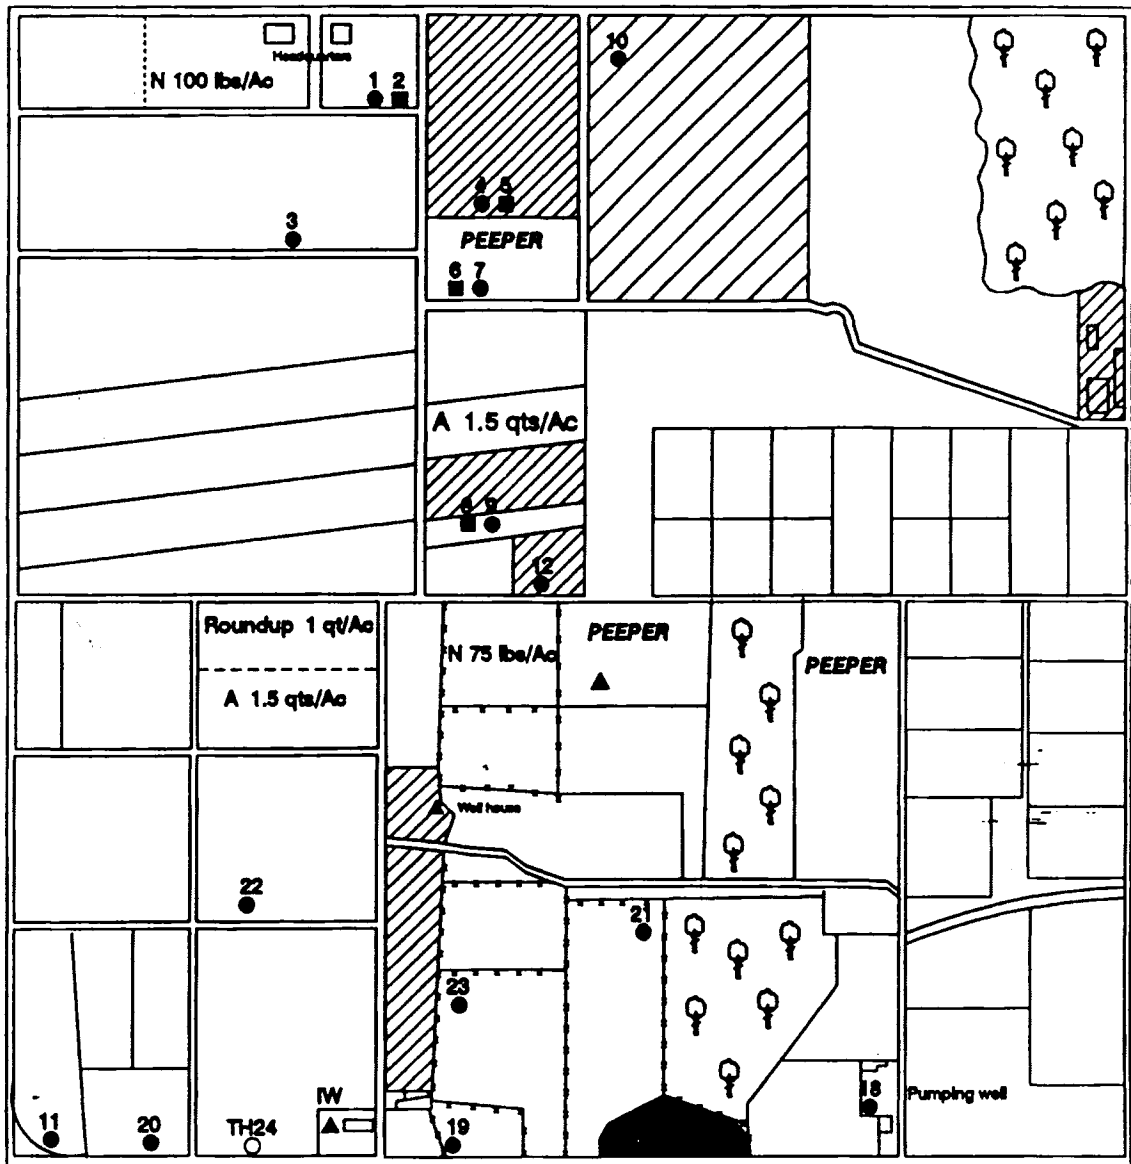 10
Headquarters
N 100 lbs/Ac
1 2
4 5
3
PEEPER
6 7
A 1.5 qts/Ac
8 9
12
Roundup 1 qt/Ac
A 1.5 qts/Ac
N 75 lbs/Ac
PEEPER
PEEPER
Well house
22
21
23
18
Pumping well
IW
11
20
TH24
19